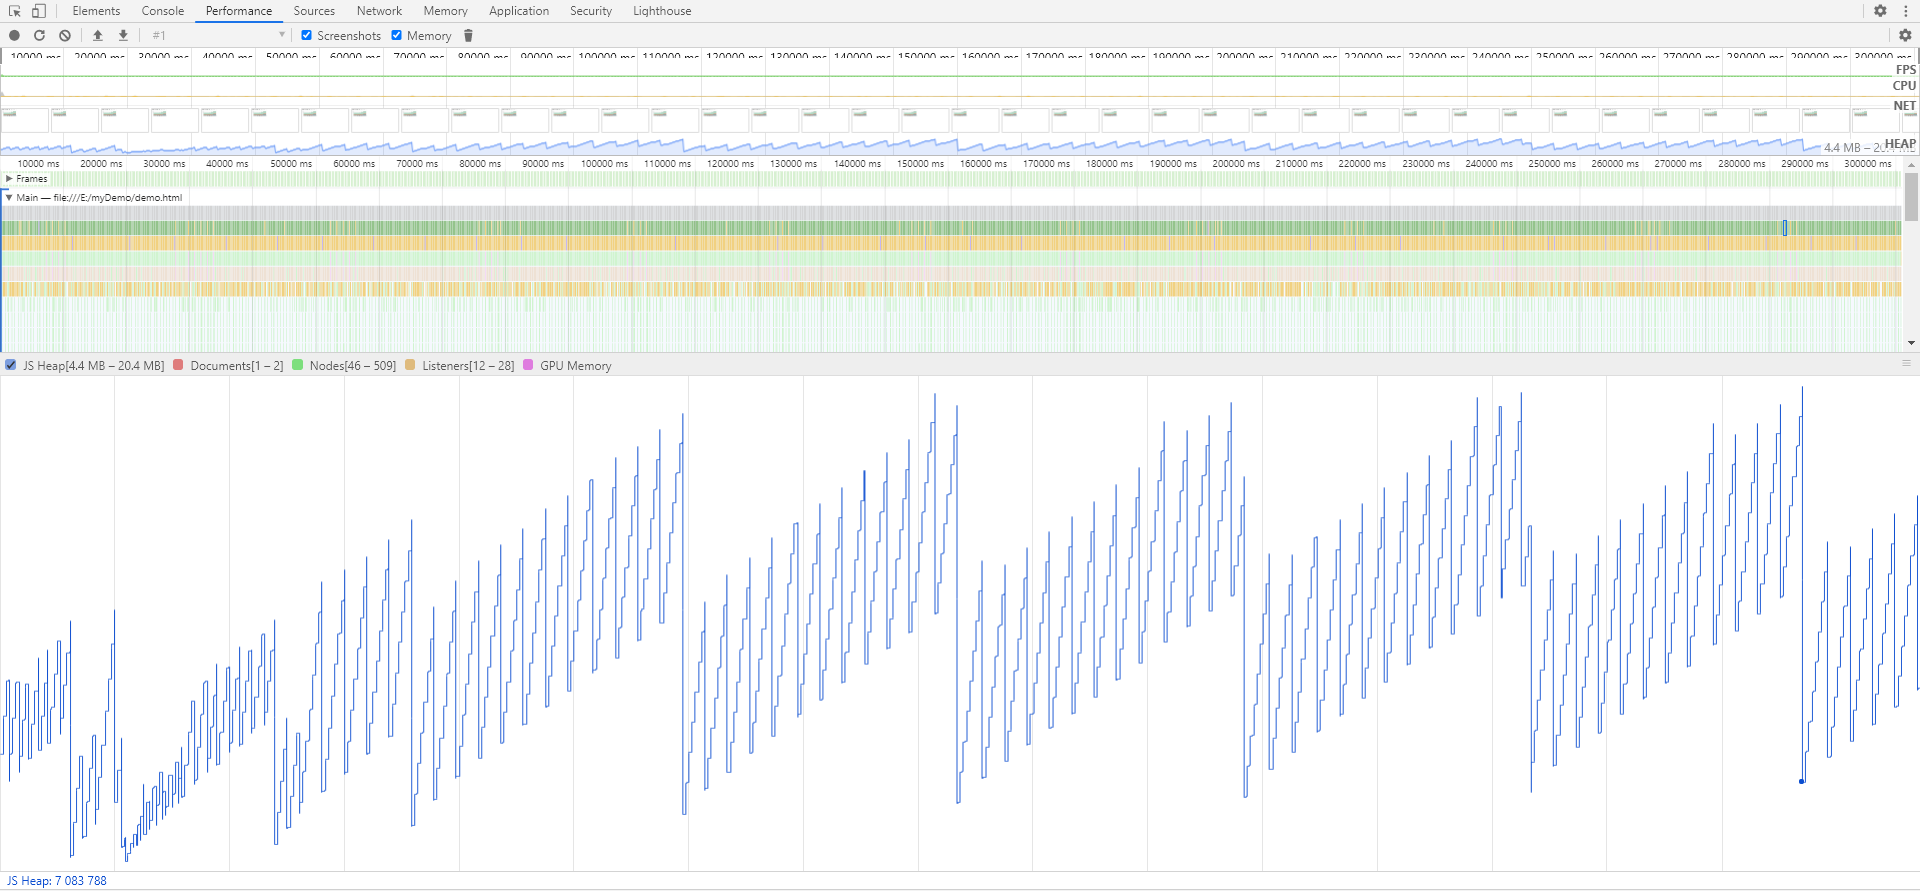 Elements Console Performance Sources Network Memory Application Security Lighthouse
#1 Screenshots Memory
10000 ms 20000 ms 30000 ms 40000 ms 50000 ms 60000 ms 70000 ms 80000 ms 90000 ms 100000 ms 110000 ms 120000 ms 130000 ms 140000 ms 150000 ms 160000 ms 170000 ms 180000 ms 190000 ms 200000 ms 210000 ms 220000 ms 230000 ms 240000 ms 250000 ms 260000 ms 270000 ms 280000 ms 290000 ms 300000 ms
FPS
CPU
NET
HEAP
4.4 MB – 20.4 MB
10000 ms 20000 ms 30000 ms 40000 ms 50000 ms 60000 ms 70000 ms 80000 ms 90000 ms 100000 ms 110000 ms 120000 ms 130000 ms 140000 ms 150000 ms 160000 ms 170000 ms 180000 ms 190000 ms 200000 ms 210000 ms 220000 ms 230000 ms 240000 ms 250000 ms 260000 ms 270000 ms 280000 ms 290000 ms 300000 ms
Frames
Main — file:///E:/myDemo/demo.html
JS Heap[4.4 MB – 20.4 MB] Documents[1 – 2] Nodes[46 – 509] Listeners[12 – 28] GPU Memory
JS Heap: 7 083 788